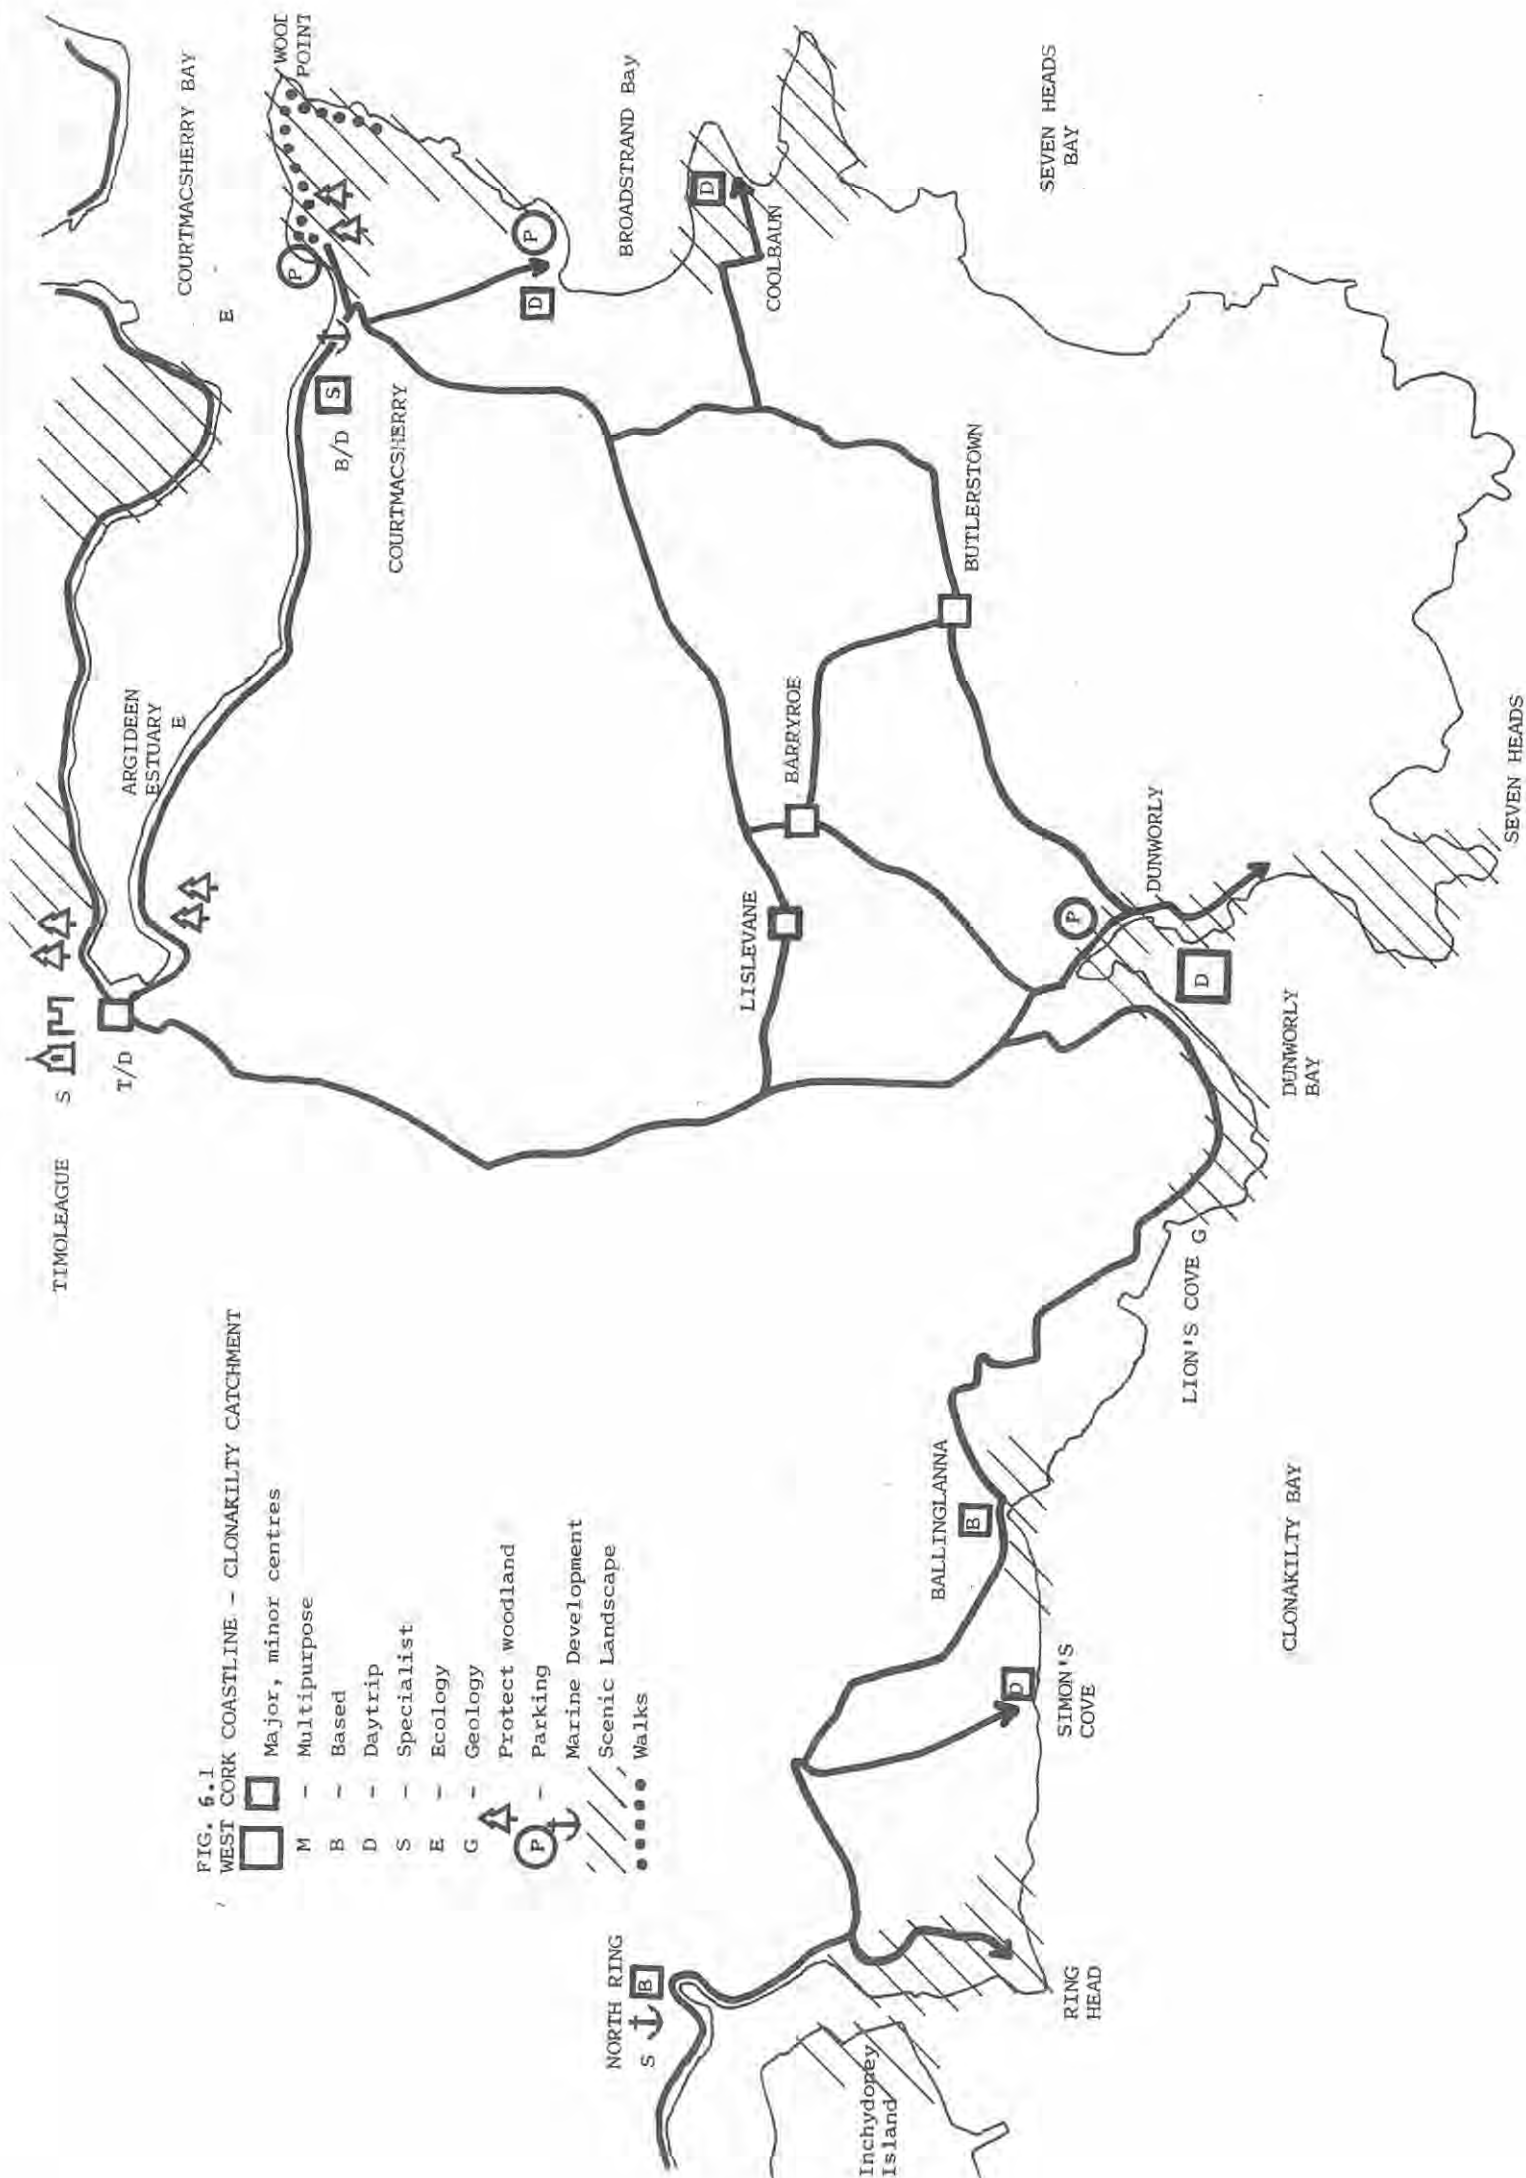 FIG. 6.1
WEST CORK COASTLINE - CLONAKILTY CATCHMENT
Major, minor centres
M - Multipurpose
B - Based
D - Daytrip
S - Specialist
E - Ecology
G - Geology
Protect woodland
P - Parking
Marine Development
Scenic Landscape
Walks
TIMOLEAGUE S
T/D
ARGIDEEN
ESTUARY
E
COURTMACSHERRY BAY
E
WOOD
POINT
P
S
B/D
COURTMACSHERRY
P
D
BROADSTRAND Bay
D
COOLBAUN
SEVEN HEADS
BAY
BUTLERSTOWN
BARRYROE
LISLEVANE
P
DUNWORLY
D
DUNWORLY
BAY
SEVEN HEADS
LION'S COVE G
BALLINGLANNA
B
CLONAKILTY BAY
D
SIMON'S
COVE
NORTH RING
S
B
RING
HEAD
Inchydoney
Island